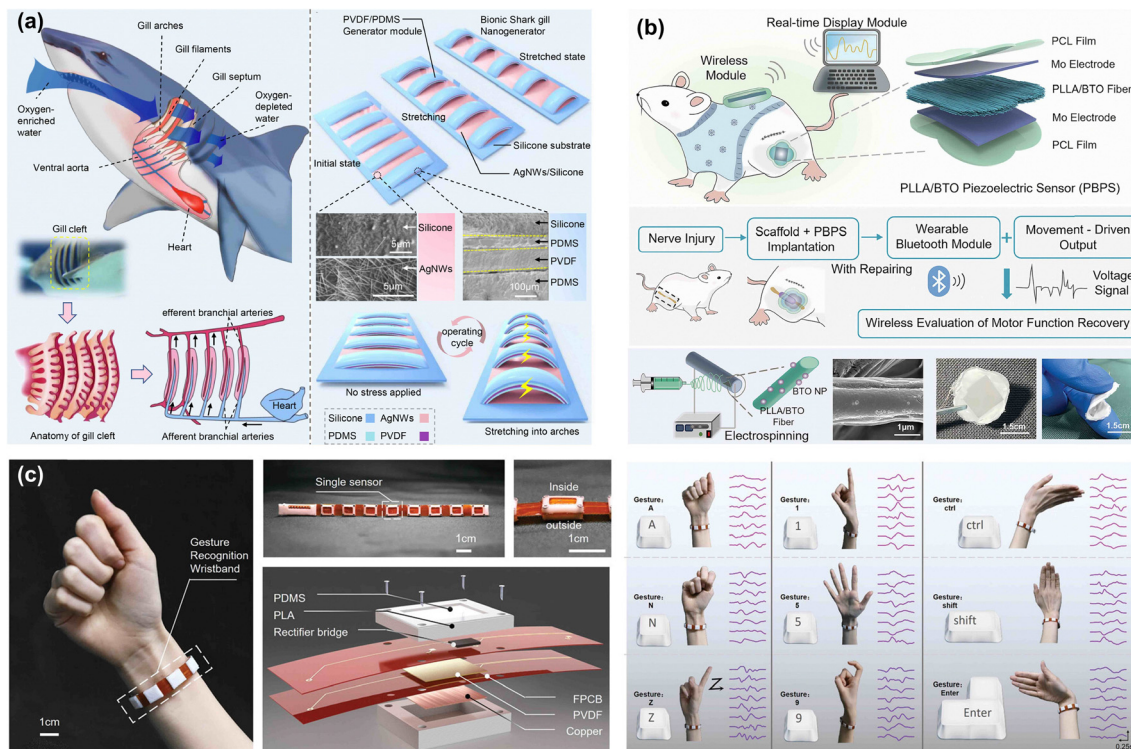 (a)
Gill arches
Gill filaments
Gill septum
Oxygen-
enriched
water
Oxygen-
depleted
water
Ventral aorta
Heart
Gill cleft
efferent branchial arteries
Heart
Anatomy of gill cleft
Afferent branchial arteries
PVDF/PDMS
Generator module
Bionic Shark gill
Nanogenerator
Stretched state
Stretching
Silicone substrate
Initial state
AgNWs/Silicone
Silicone
5μm
AgNWs
5μm
Silicone
PDMS
PVDF
PDMS
100μm
operating
cycle
No stress applied
Silicone
AgNWs
PDMS
PVDF
Stretching into arches
(b)
Real-time Display Module
Wireless
Module
PCL Film
Mo Electrode
PLLA/BTO Fiber
Mo Electrode
PCL Film
PLLA/BTO Piezoelectric Sensor (PBPS)
Nerve Injury
Scaffold + PBPS
Implantation
Wearable
Bluetooth Module
+
Movement - Driven
Output
With Repairing
Voltage
Signal
Wireless Evaluation of Motor Function Recovery
BTO NP
PLLA/BTO
Fiber
Electrospinning
1μm
1.5cm
1.5cm
(c)
Gesture
Recognition
Wristband
1cm
Single sensor
1cm
Inside
outside
1cm
PDMS
PLA
Rectifier bridge
FPCB
PVDF
Copper
Gesture:
A
A
Gesture:
1
1
Gesture:
ctrl
ctrl
Gesture:
N
N
Gesture:
5
5
Gesture:
shift
shift
Gesture:
Z
Z
Z
Gesture:
9
9
Gesture:
Enter
Enter